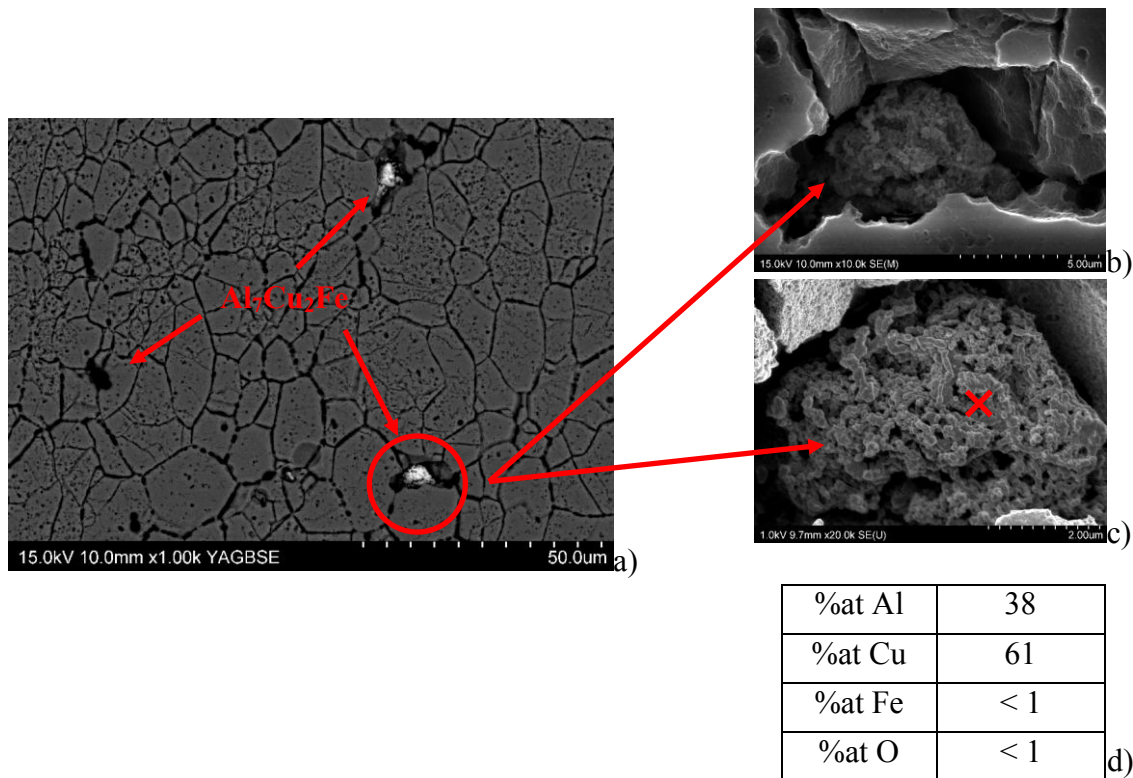 Al₇Cu₂Fe
15.0kV 10.0mm x1.00k YAGBSE 50.0um
a)
15.0kV 10.0mm x10.0k SE(M) 5.00um
b)
1.0kV 9.7mm x20.0k SE(U) 2.00um
c)
%at Al 38
%at Cu 61
%at Fe < 1
%at O < 1
d)